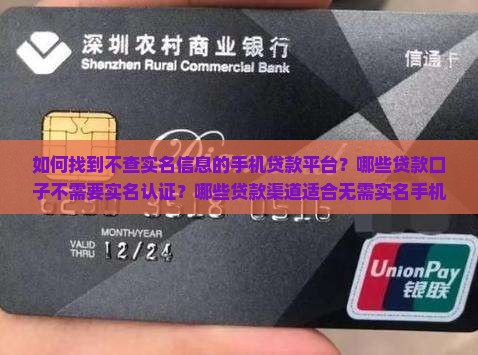 深圳农村商业银行
Shenzhen Rural Commercial Bank
信通卡
如何找到不查实名信息的手机贷款平台？哪些贷款口
子不需要实名认证？哪些贷款渠道适合无需实名手机
MONTH/YEAR
VALID
THRU 12/24
UnionPay
银联